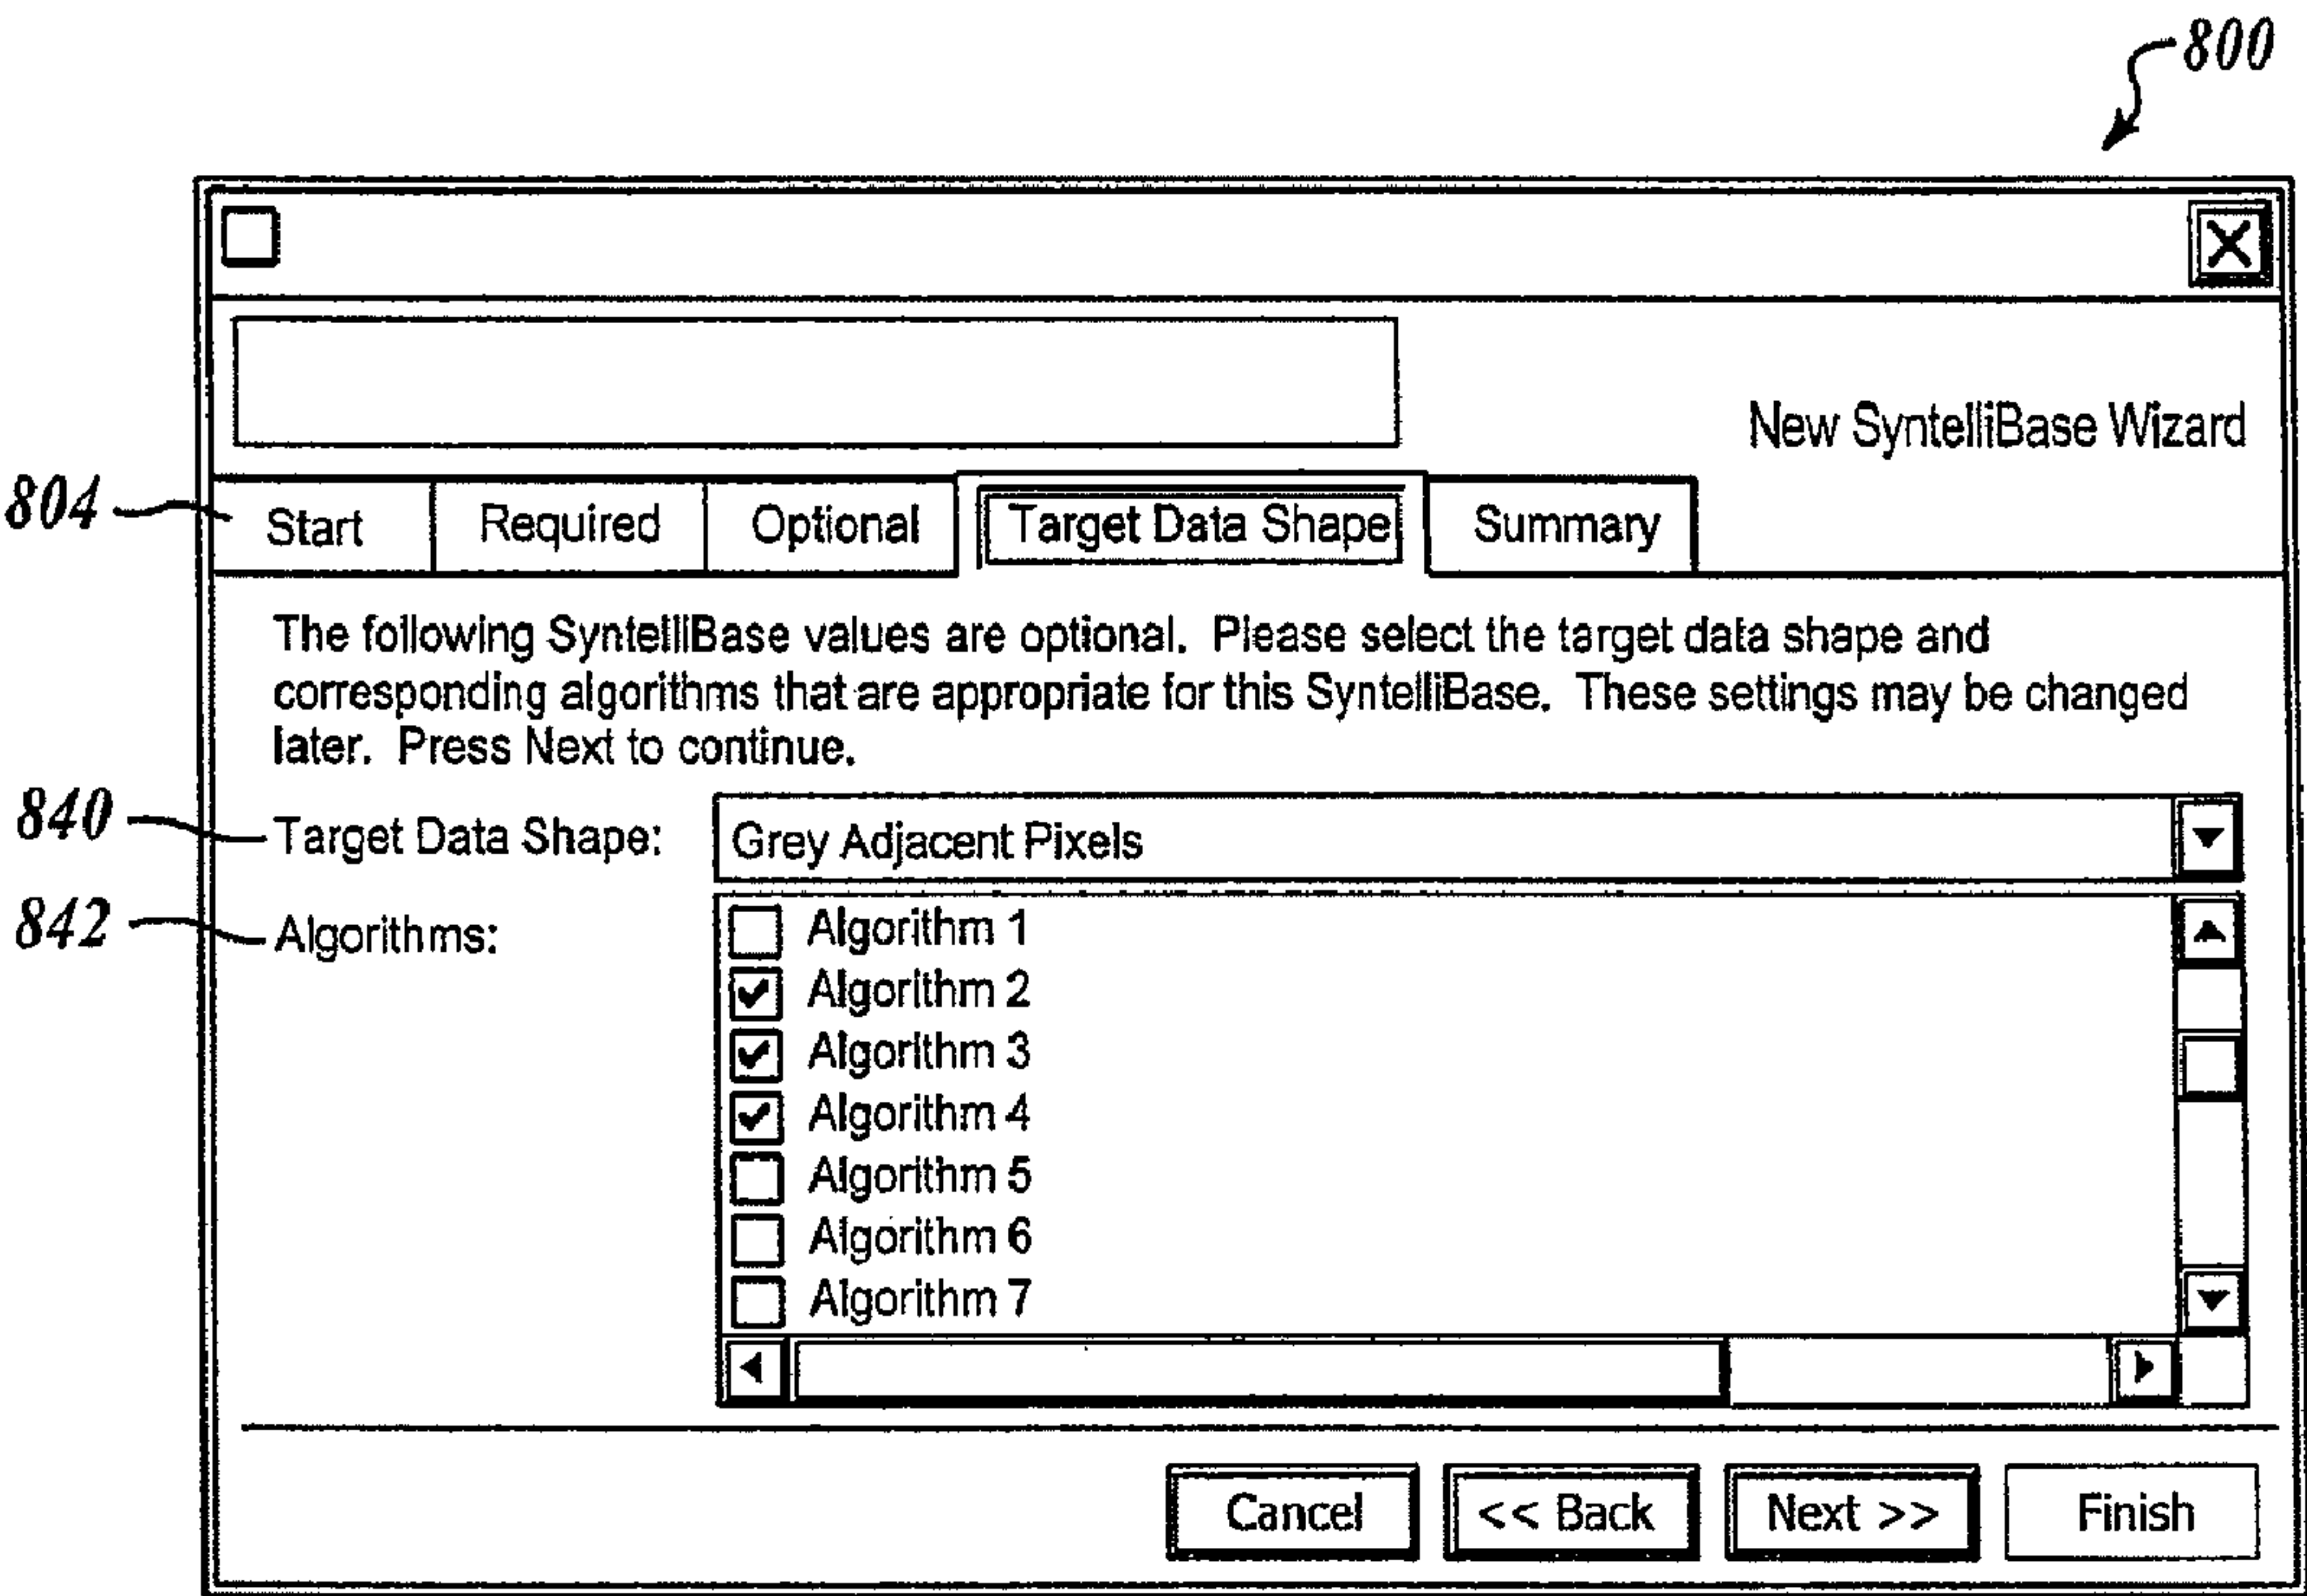 800
New SyntelliBase Wizard
804
Start Required Optional Target Data Shape Summary
The following SyntelliBase values are optional. Please select the target data shape and
corresponding algorithms that are appropriate for this SyntelliBase. These settings may be changed
later. Press Next to continue.
840 Target Data Shape: Grey Adjacent Pixels
842 Algorithms:
Algorithm 1
Algorithm 2
Algorithm 3
Algorithm 4
Algorithm 5
Algorithm 6
Algorithm 7
Cancel << Back Next >> Finish